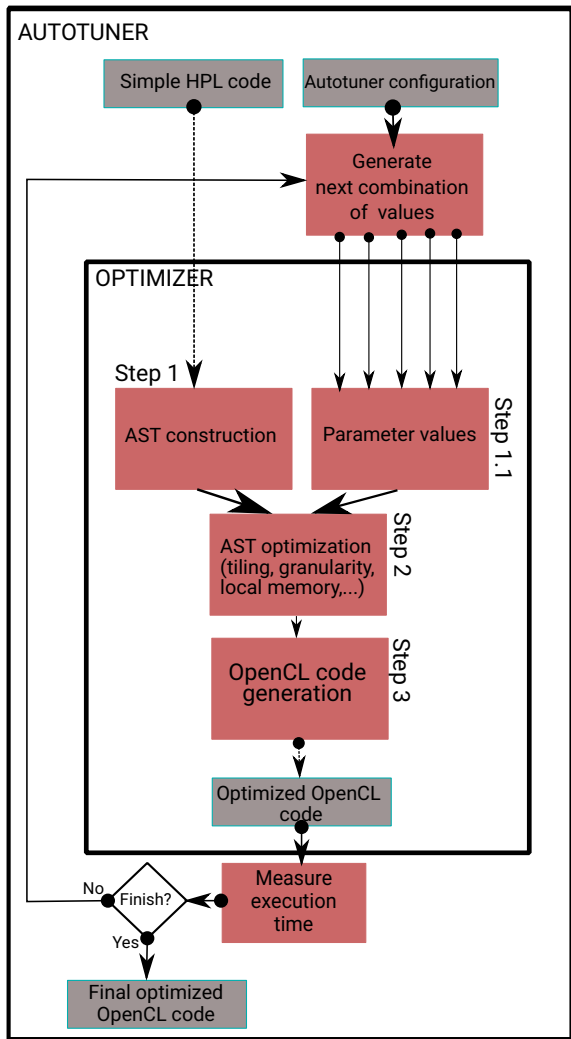 AUTOTUNER
Simple HPL code
Autotuner configuration
Generate
next combination
of values
OPTIMIZER
Step 1
AST construction
Parameter values
Step 1.1
AST optimization
(tiling, granularity,
local memory,...)
Step 2
OpenCL code
generation
Step 3
Optimized OpenCL
code
Measure
execution
time
No
Finish?
Yes
Final optimized
OpenCL code